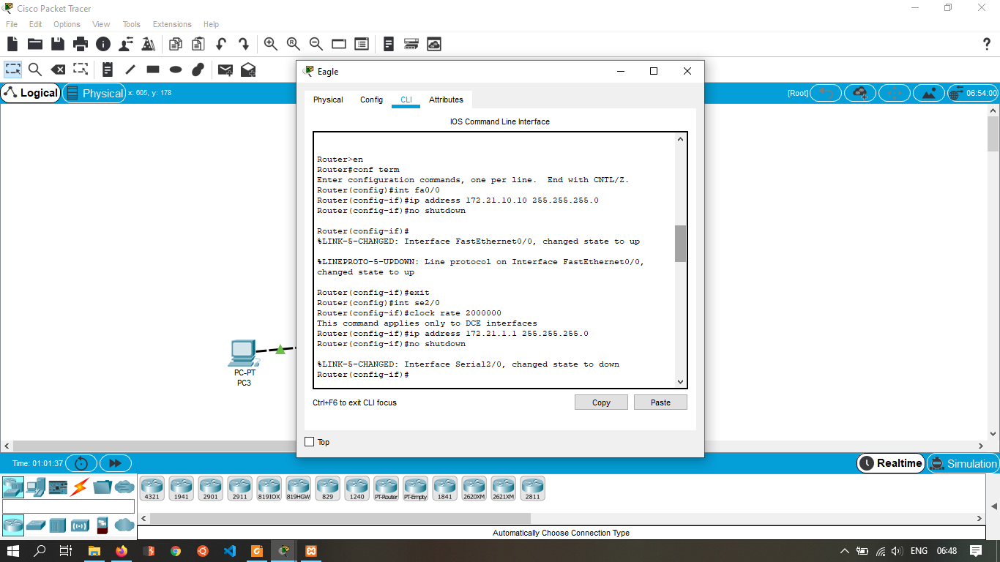 Cisco Packet Tracer
File Edit Options View Tools Extensions Help
Logical
Physical
x: 605, y: 178
[Root]
06:54:00
Eagle
Physical Config CLI Attributes
IOS Command Line Interface
Router>en
Router#conf term
Enter configuration commands, one per line.  End with CNTL/Z.
Router(config)#int fa0/0
Router(config-if)#ip address 172.21.10.10 255.255.255.0
Router(config-if)#no shutdown
Router(config-if)#
%LINK-5-CHANGED: Interface FastEthernet0/0, changed state to up
%LINEPROTO-5-UPDOWN: Line protocol on Interface FastEthernet0/0,
changed state to up
Router(config-if)#exit
Router(config)#int se2/0
Router(config-if)#clock rate 2000000
This command applies only to DCE interfaces
Router(config-if)#ip address 172.21.1.1 255.255.255.0
Router(config-if)#no shutdown
%LINK-5-CHANGED: Interface Serial2/0, changed state to down
Router(config-if)#
Ctrl+F6 to exit CLI focus
Copy
Paste
Top
PC-PT
PC3
Time: 01:01:37
Realtime
Simulation
4321 1941 2901 2911 819IOX 819HGW 829 1240 PT-Router PT-Empty 1841 2620XM 2621XM 2811
Automatically Choose Connection Type
ENG 06:48